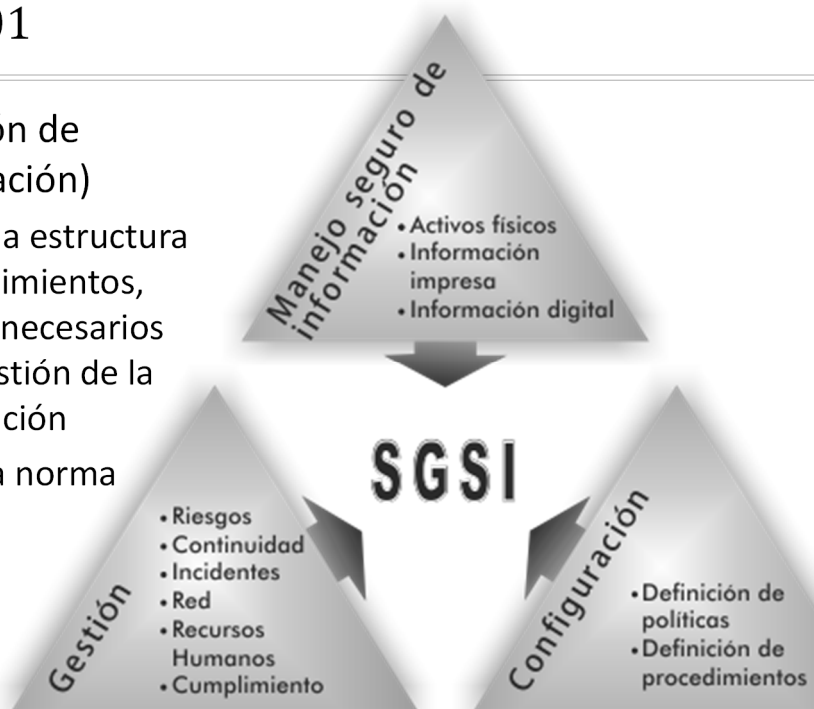 01
ón de
ación)
a estructura
imientos,
necesarios
stión de la
ción
a norma
Manejo seguro de
información
• Activos físicos
• Información
impresa
• Información digital
SGSI
Gestión
• Riesgos
• Continuidad
• Incidentes
• Red
• Recursos
Humanos
• Cumplimiento
Configuración
• Definición de
políticas
• Definición de
procedimientos